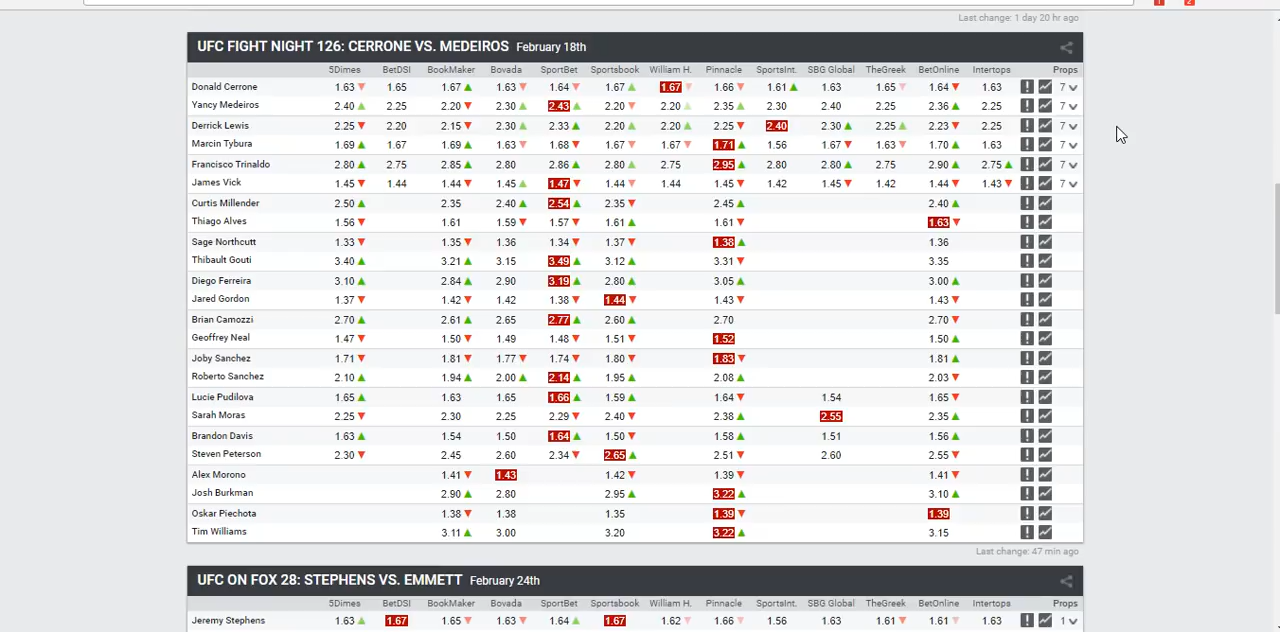 1 2
Last change: 1 day 20 hr ago
UFC FIGHT NIGHT 126: CERRONE VS. MEDEIROS February 18th
5Dimes BetDSI BookMaker Bovada SportBet Sportsbook William H. Pinnacle SportsInt. SBG Global TheGreek BetOnline Intertops Props
Donald Cerrone 1.63 ▼ 1.65 1.67 ▲ 1.63 ▼ 1.64 ▼ 1.67 ▲ 1.67 ▼ 1.66 ▼ 1.61 ▲ 1.63 1.65 ▼ 1.64 ▼ 1.63 7
Yancy Medeiros 2.40 ▲ 2.25 2.20 ▼ 2.30 ▲ 2.43 ▲ 2.20 ▼ 2.20 ▲ 2.35 ▲ 2.30 2.40 2.25 2.36 ▲ 2.25 7
Derrick Lewis 2.25 ▼ 2.20 2.15 ▼ 2.30 ▲ 2.33 ▲ 2.20 ▲ 2.20 ▲ 2.25 ▼ 2.40 2.30 ▲ 2.25 ▲ 2.23 ▼ 2.25 7
Marcin Tybura 1.69 ▲ 1.67 1.69 ▲ 1.63 ▼ 1.68 ▼ 1.67 ▼ 1.67 ▼ 1.71 ▲ 1.56 1.67 ▼ 1.63 ▼ 1.70 ▲ 1.63 7
Francisco Trinaldo 2.80 ▲ 2.75 2.85 ▲ 2.80 2.86 ▲ 2.80 ▲ 2.75 2.95 ▲ 2.80 2.80 ▲ 2.75 2.90 ▲ 2.75 ▲ 7
James Vick 1.45 ▼ 1.44 1.44 ▼ 1.45 ▲ 1.47 ▼ 1.44 ▼ 1.44 1.45 ▼ 1.42 1.45 ▼ 1.42 1.44 ▼ 1.43 ▼ 7
Curtis Millender 2.50 ▲ 2.35 2.40 ▲ 2.54 ▲ 2.35 ▼ 2.45 ▲ 2.40 ▲
Thiago Alves 1.56 ▼ 1.61 1.59 ▼ 1.57 ▼ 1.61 ▲ 1.61 ▼ 1.63 ▼
Sage Northcutt 1.33 ▼ 1.35 ▼ 1.36 1.34 ▼ 1.37 ▼ 1.38 ▲ 1.36
Thibault Gouti 3.40 ▲ 3.21 ▲ 3.15 3.49 ▲ 3.12 ▲ 3.31 ▼ 3.35
Diego Ferreira 3.10 ▲ 2.84 ▲ 2.90 3.19 ▲ 2.80 ▲ 3.05 ▲ 3.00 ▲
Jared Gordon 1.37 ▼ 1.42 ▼ 1.42 1.38 ▼ 1.44 ▼ 1.43 ▼ 1.43 ▼
Brian Camozzi 2.70 ▲ 2.61 ▲ 2.65 2.77 ▲ 2.60 ▲ 2.70 2.70 ▼
Geoffrey Neal 1.47 ▼ 1.50 ▼ 1.49 1.48 ▼ 1.51 ▼ 1.52 1.50 ▲
Joby Sanchez 1.71 ▼ 1.81 ▼ 1.77 ▼ 1.74 ▼ 1.80 ▼ 1.83 ▼ 1.81 ▲
Roberto Sanchez 2.10 ▲ 1.94 ▲ 2.00 ▲ 2.14 ▲ 1.95 ▲ 2.08 ▲ 2.03 ▼
Lucie Pudilova 1.65 ▲ 1.63 1.65 1.66 ▲ 1.59 ▲ 1.64 ▼ 1.54 1.65 ▼
Sarah Moras 2.25 ▼ 2.30 2.25 2.29 ▼ 2.40 ▼ 2.38 ▲ 2.55 2.35 ▲
Brandon Davis 1.63 ▲ 1.54 1.50 1.64 ▲ 1.50 ▼ 1.58 ▲ 1.51 1.56 ▲
Steven Peterson 2.30 ▼ 2.45 2.60 2.34 ▼ 2.65 ▲ 2.51 ▼ 2.60 2.55 ▼
Alex Morono 1.41 ▼ 1.43 1.42 ▼ 1.39 ▼ 1.41 ▼
Josh Burkman 2.90 ▲ 2.80 2.95 ▲ 3.22 ▲ 3.10 ▲
Oskar Piechota 1.38 ▼ 1.38 1.35 1.39 ▼ 1.39
Tim Williams 3.11 ▲ 3.00 3.20 3.22 ▲ 3.15
Last change: 47 min ago
UFC ON FOX 28: STEPHENS VS. EMMETT February 24th
5Dimes BetDSI BookMaker Bovada SportBet Sportsbook William H. Pinnacle SportsInt. SBG Global TheGreek BetOnline Intertops Props
Jeremy Stephens 1.63 ▲ 1.67 1.65 ▼ 1.63 ▼ 1.64 ▲ 1.67 1.62 ▼ 1.66 ▼ 1.56 1.63 1.61 ▼ 1.61 ▼ 1.63 1